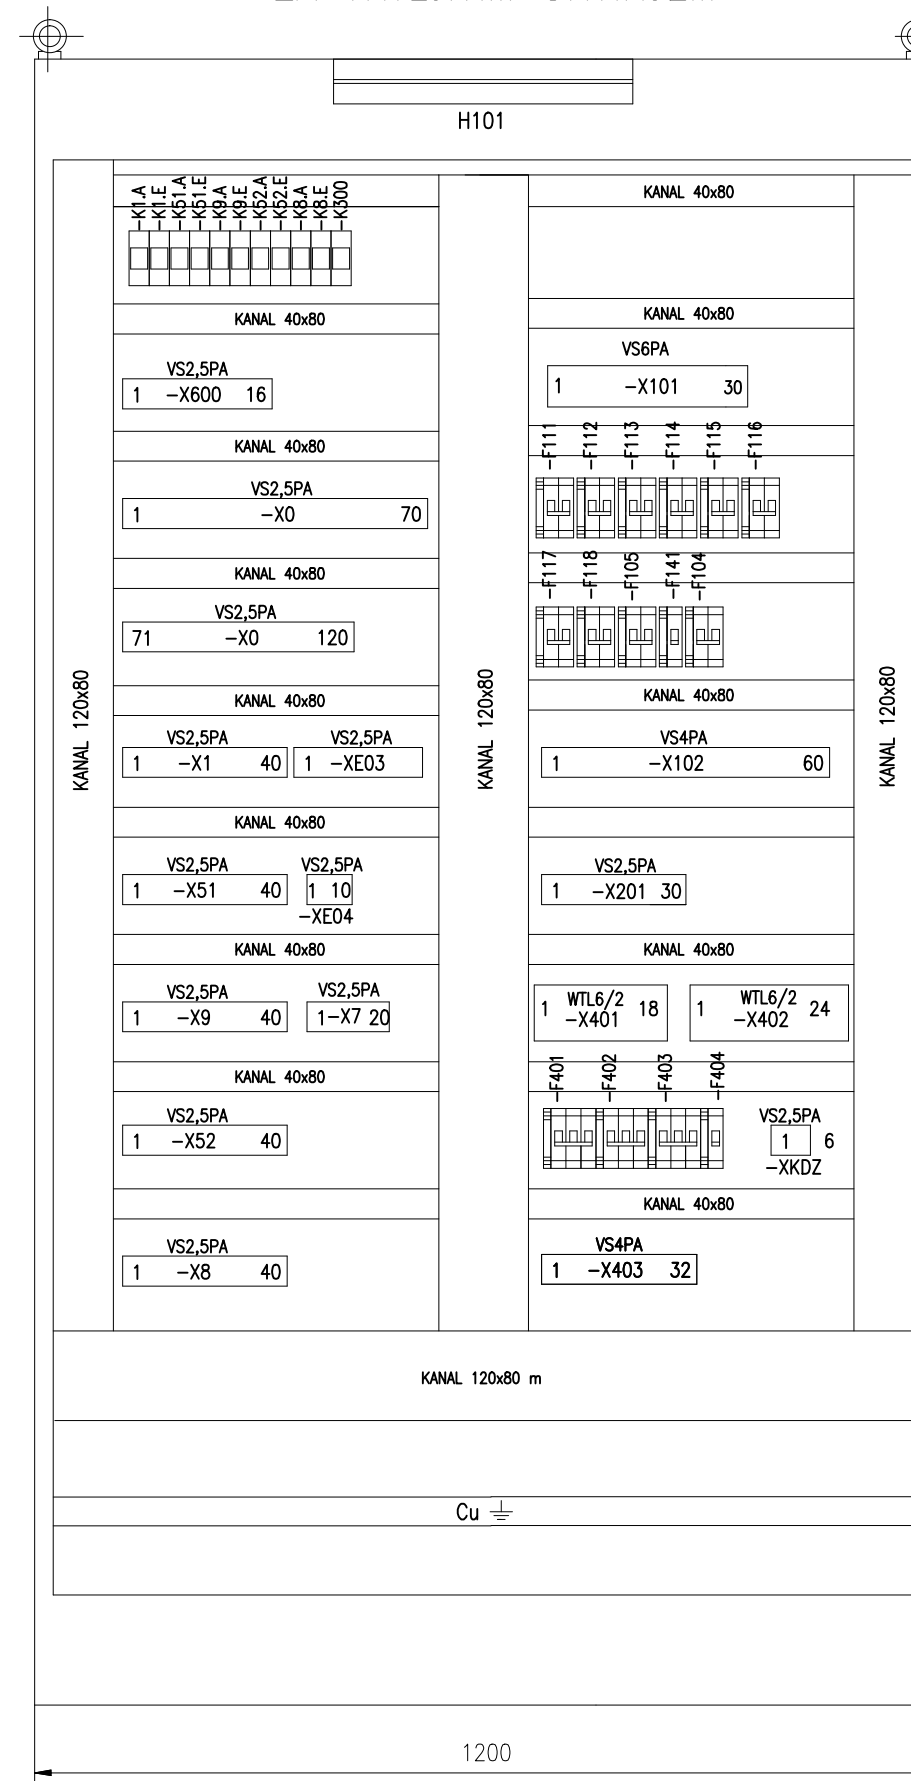 H101
-K1.A
-K1.E
-K51.A
-K51.E
-K9.A
-K9.E
-K52.A
-K52.E
-K8.A
-K8.E
-K300
KANAL 40x80
VS2,5PA
1 -X600 16
KANAL 40x80
VS2,5PA
1 -X0 70
KANAL 40x80
VS2,5PA
71 -X0 120
KANAL 40x80
VS2,5PA VS2,5PA
1 -X1 40 1 -XE03
KANAL 40x80
VS2,5PA VS2,5PA
1 -X51 40 1 10
-XE04
KANAL 40x80
VS2,5PA VS2,5PA
1 -X9 40 1-X7 20
KANAL 40x80
VS2,5PA
1 -X52 40
VS2,5PA
1 -X8 40
KANAL 120x80
KANAL 120x80
KANAL 120x80
KANAL 40x80
KANAL 40x80
VS6PA
1 -X101 30
-F111
-F112
-F113
-F114
-F115
-F116
-F117
-F118
-F105
-F141
-F104
KANAL 40x80
VS4PA
1 -X102 60
VS2,5PA
1 -X201 30
KANAL 40x80
WTL6/2 WTL6/2
1 -X401 18 1 -X402 24
-F401
-F402
-F403
-F404
VS2,5PA
1 6
-XKDZ
KANAL 40x80
VS4PA
1 -X403 32
KANAL 120x80 m
Cu
1200